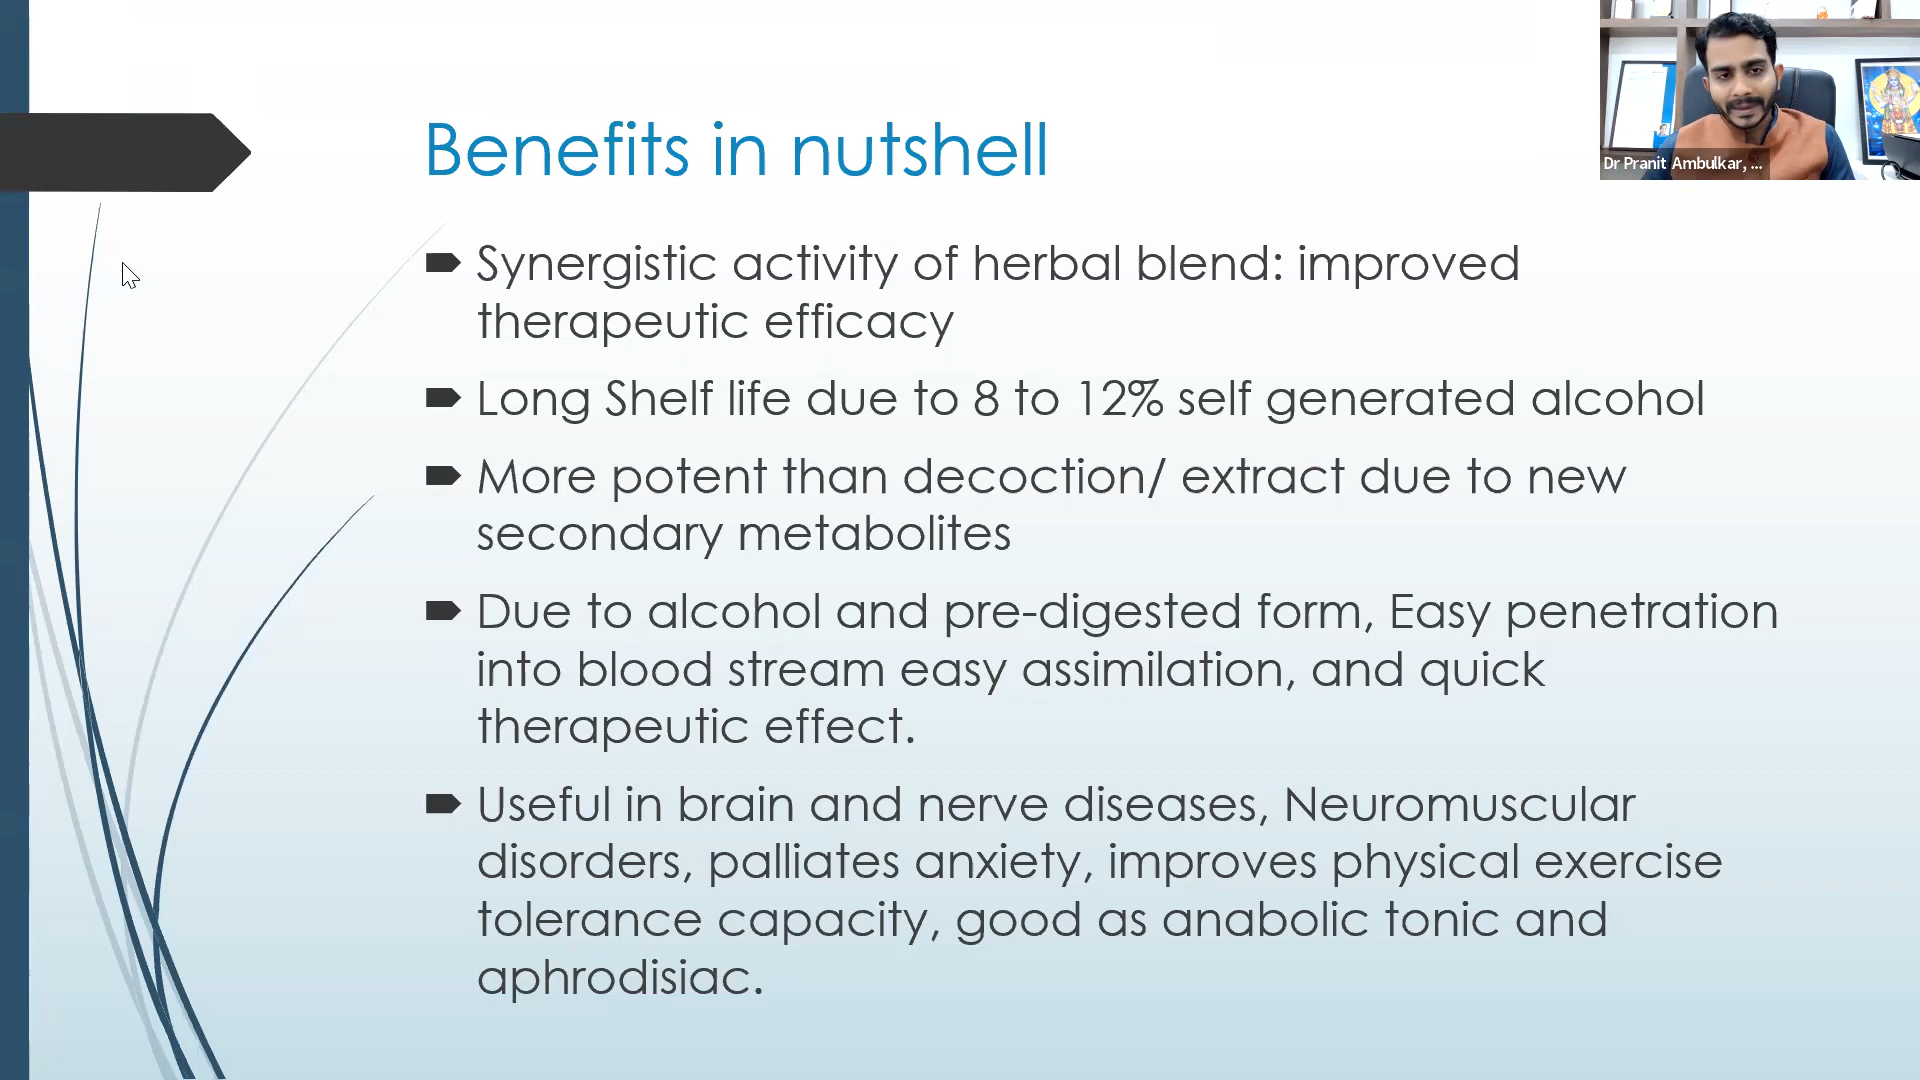 Benefits in nutshell
Synergistic activity of herbal blend: improved
therapeutic efficacy
Long Shelf life due to 8 to 12% self generated alcohol
More potent than decoction/ extract due to new
secondary metabolites
Due to alcohol and pre-digested form, Easy penetration
into blood stream easy assimilation, and quick
therapeutic effect.
Useful in brain and nerve diseases, Neuromuscular
disorders, palliates anxiety, improves physical exercise
tolerance capacity, good as anabolic tonic and
aphrodisiac.
Dr Pranit Ambulkar, ...